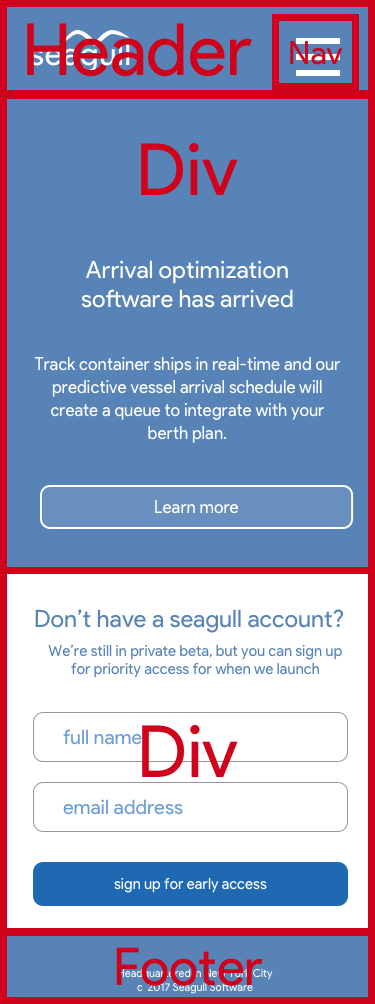 Header
seagull
Nav
Div
Arrival optimization
software has arrived
Track container ships in real-time and our
predictive vessel arrival schedule will
create a queue to integrate with your
berth plan.
Learn more
Don't have a seagull account?
We're still in private beta, but you can sign up
for priority access for when we launch
full name
Div
email address
sign up for early access
Footer
Headquartered in New York City
c 2017 Seagull Software